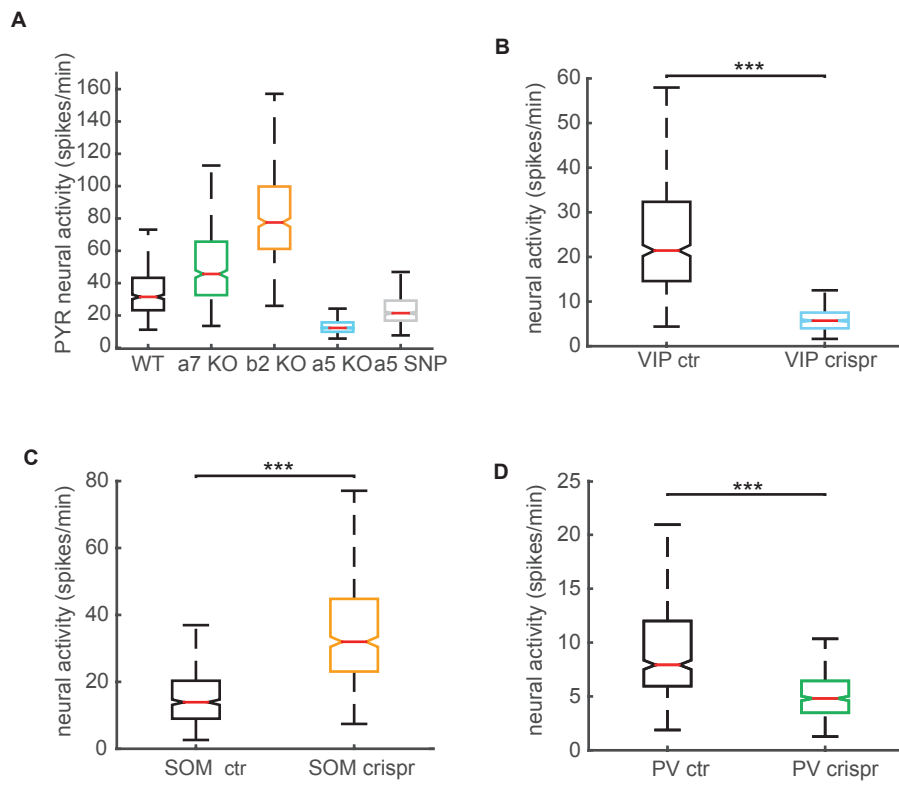 A
PYR neural activity (spikes/min)
160
140
120
100
80
60
40
20
0
WT a7 KO b2 KO a5 KO a5 SNP
B
***
neural activity (spikes/min)
60
50
40
30
20
10
0
VIP ctr VIP crispr
C
***
neural activity (spikes/min)
80
60
40
20
0
SOM ctr SOM crispr
D
***
neural activity (spikes/min)
25
20
15
10
5
0
PV ctr PV crispr